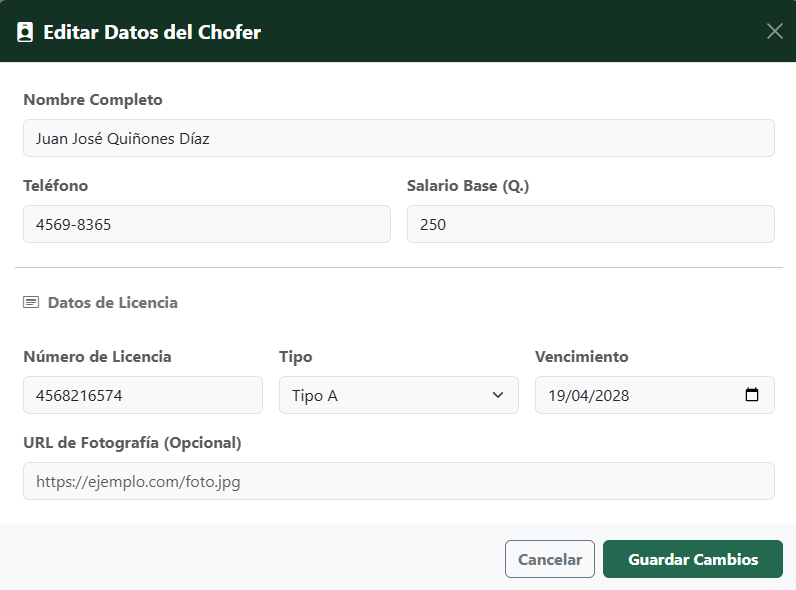 Editar Datos del Chofer
Nombre Completo
Juan José Quiñones Díaz
Teléfono
Salario Base (Q.)
4569-8365
250
Datos de Licencia
Número de Licencia
Tipo
Vencimiento
4568216574
Tipo A
19/04/2028
URL de Fotografía (Opcional)
https://ejemplo.com/foto.jpg
Cancelar
Guardar Cambios